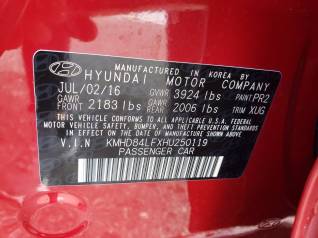 MANUFACTURED IN KOREA BY
HYUNDAI MOTOR COMPANY
JUL/02/16 GVWR 3924 lbs
GAWR FRONT 2183 lbs GAWR REAR 2006 lbs PAINT PR2 TRIM XUG
THIS VEHICLE CONFORMS TO ALL APPLICABLE U.S. FEDERAL MOTOR VEHICLE
SAFETY, BUMPER, AND THEFT PREVENTION STANDARDS IN
EFFECT ON THE DATE OF MANUFACTURE SHOWN ABOVE.
V.I.N KMHD84LFXHU250119
PASSENGER CAR